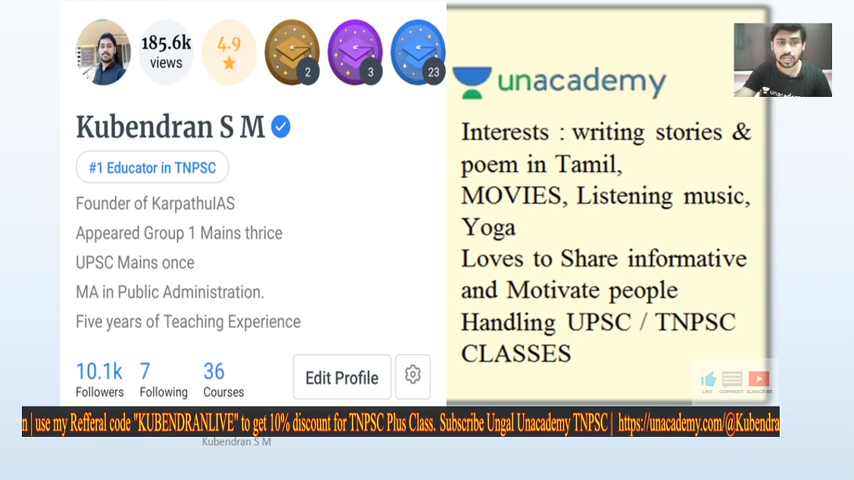 185.6k
views
4.9
2
3
23
Kubendran S M
#1 Educator in TNPSC
Founder of KarpathuIAS
Appeared Group 1 Mains thrice
UPSC Mains once
MA in Public Administration.
Five years of Teaching Experience
10.1k 7 36
Followers Following Courses
Edit Profile
unacademy
Interests : writing stories &
poem in Tamil,
MOVIES, Listening music,
Yoga
Loves to Share informative
and Motivate people
Handling UPSC / TNPSC
CLASSES
unacademy
LIKE COMMENT SUBSCRIBE
n | use my Refferal code "KUBENDRANLIVE" to get 10% discount for TNPSC Plus Class. Subscribe Ungal Unacademy TNPSC | https://unacademy.com/@Kubendra
Kubendran S M